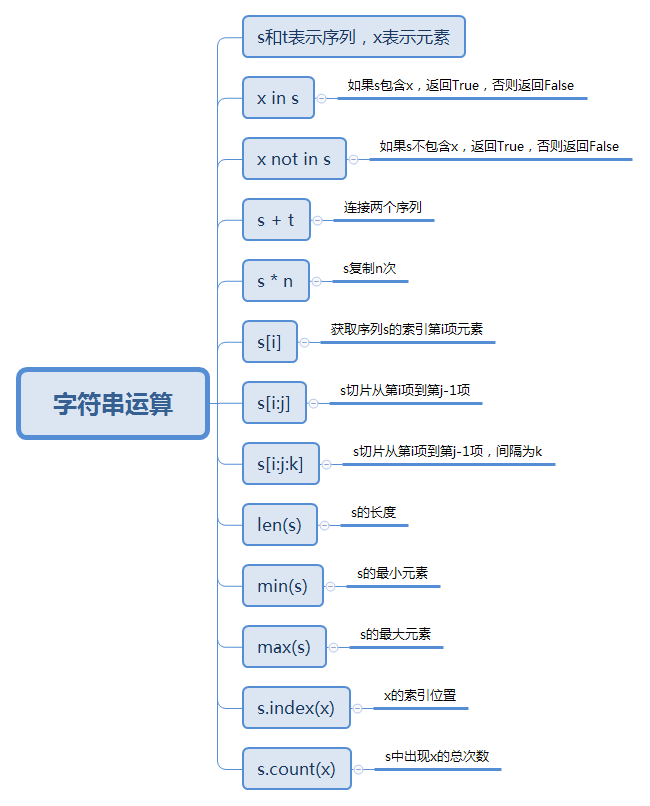 s和t表示序列，x表示元素
x in s
如果s包含x，返回True，否则返回False
x not in s
如果s不包含x，返回True，否则返回False
s + t
连接两个序列
s * n
s复制n次
s[i]
获取序列s的索引第i项元素
字符串运算
s[i:j]
s切片从第i项到第j-1项
s[i:j:k]
s切片从第i项到第j-1项，间隔为k
len(s)
s的长度
min(s)
s的最小元素
max(s)
s的最大元素
s.index(x)
x的索引位置
s.count(x)
s中出现x的总次数